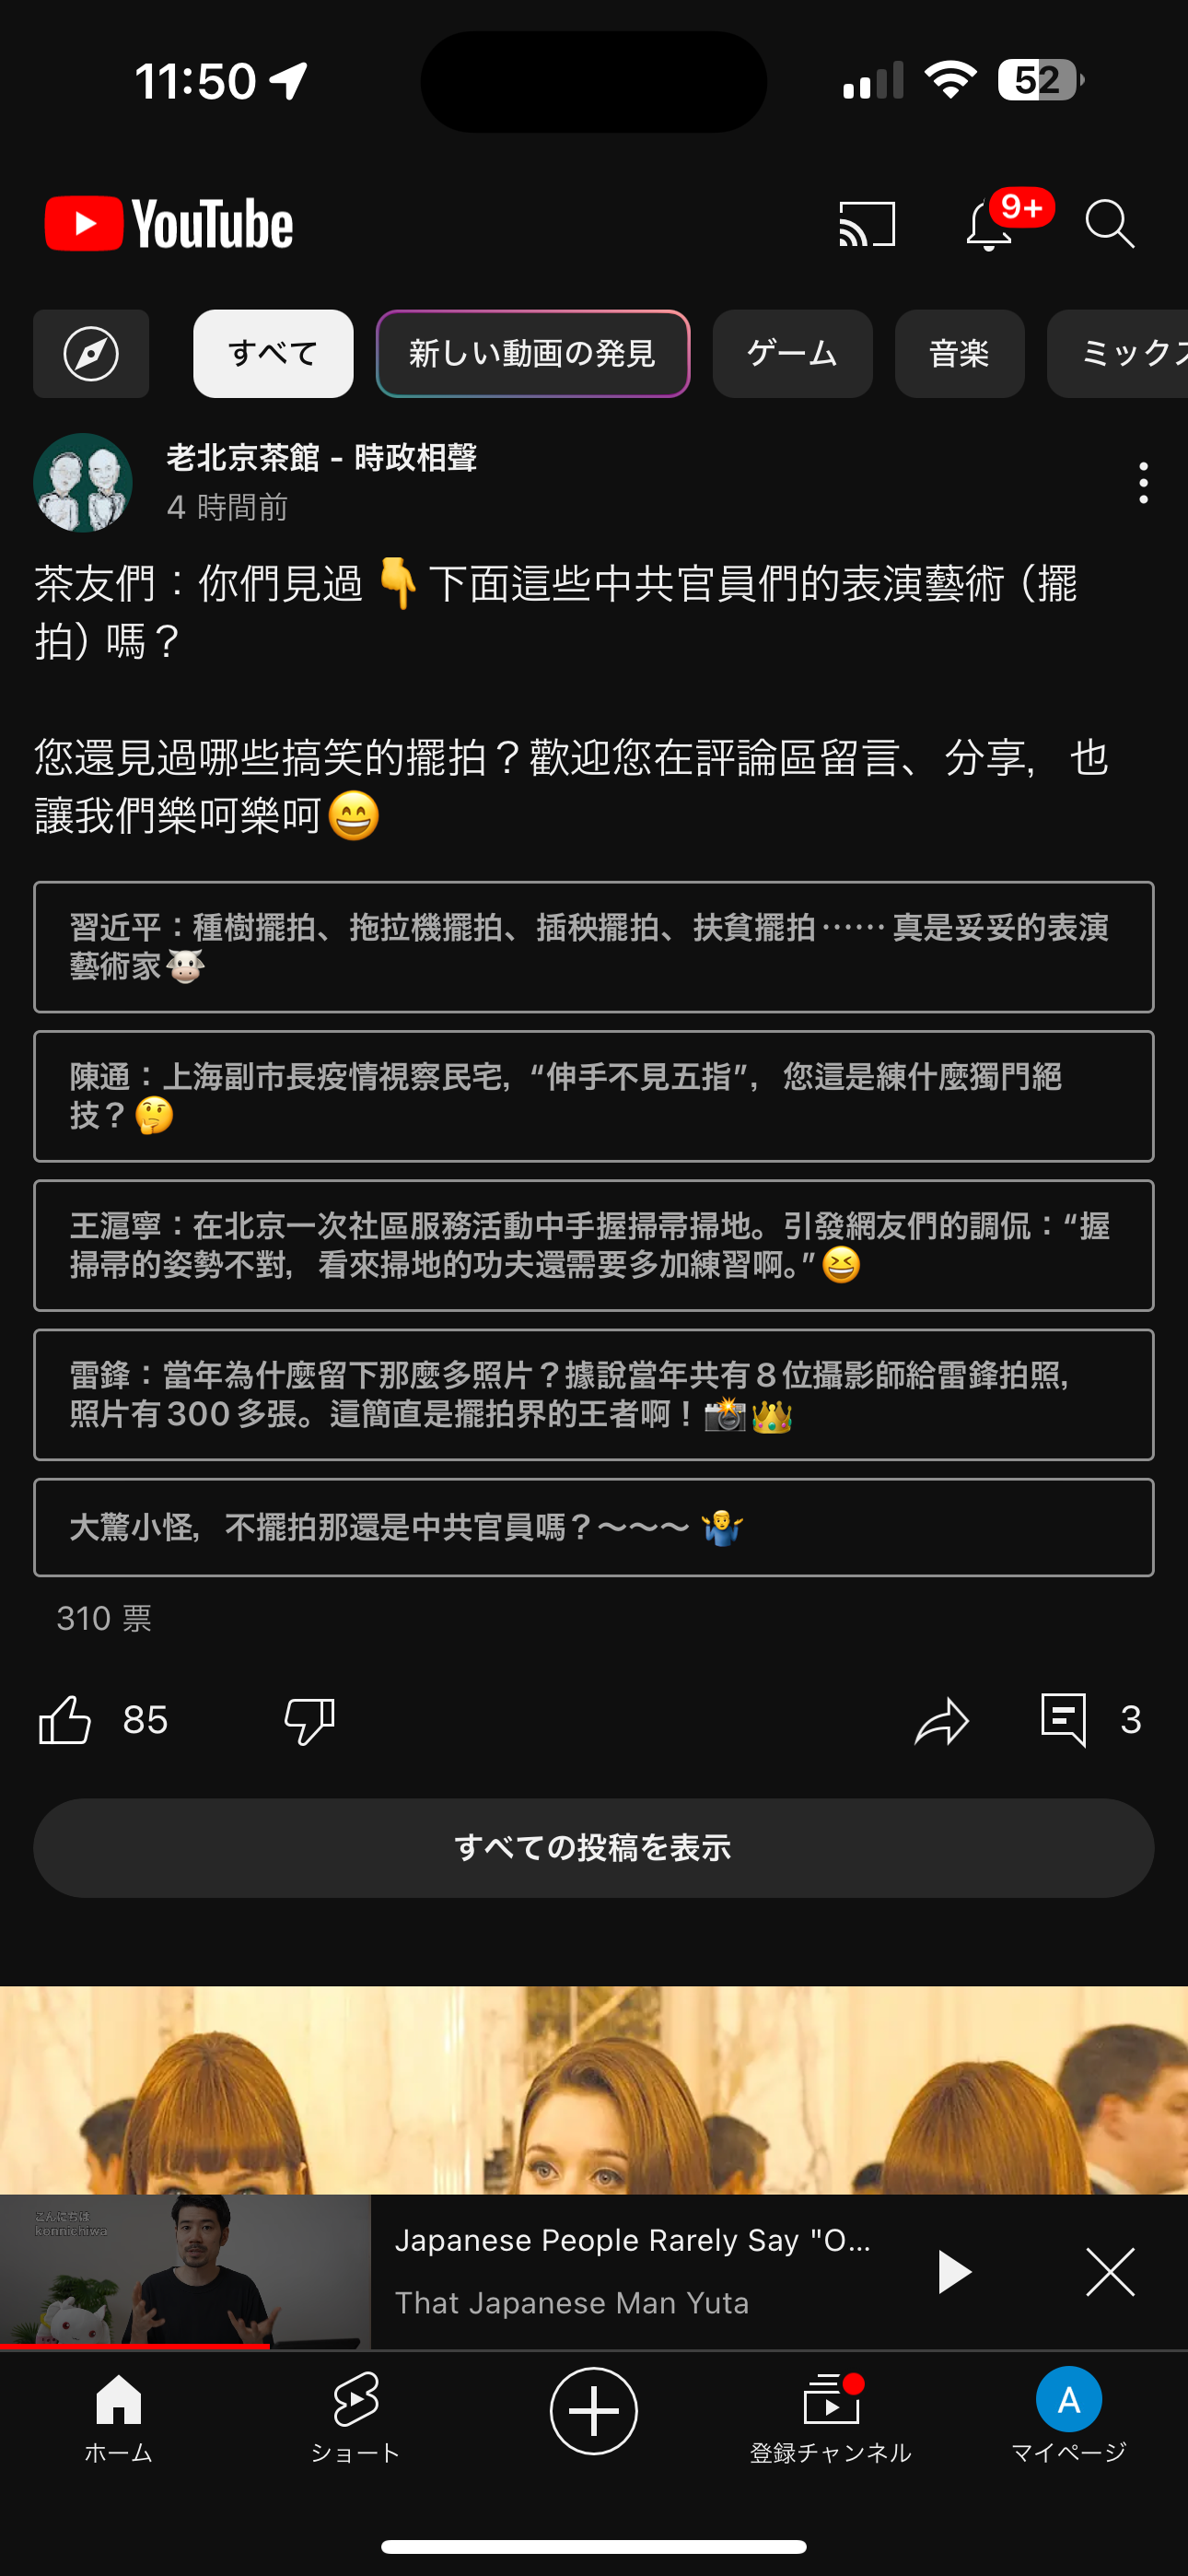 11:50
52
YouTube
9+
すべて
新しい動画の発見
ゲーム
音楽
ミックス
老北京茶館 - 時政相聲
4 時間前
茶友們：你們見過👇下面這些中共官員們的表演藝術（擺
拍）嗎？
您還見過哪些搞笑的擺拍？歡迎您在評論區留言、分享，也
讓我們樂呵樂呵😄
習近平：種樹擺拍、拖拉機擺拍、插秧擺拍、扶貧擺拍⋯⋯真是妥妥的表演
藝術家🐮
陳通：上海副市長疫情視察民宅，“伸手不見五指”，您這是練什麼獨門絕
技？🤔
王滬寧：在北京一次社區服務活動中手握掃帚掃地。引發網友們的調侃：“握
掃帚的姿勢不對，看來掃地的功夫還需要多加練習啊。”😆
雷鋒：當年為什麼留下那麼多照片？據說當年共有８位攝影師給雷鋒拍照，
照片有300多張。這簡直是擺拍界的王者啊！📸👑
大驚小怪，不擺拍那還是中共官員嗎？～～～ 🤷‍♂️
310 票
85
3
すべての投稿を表示
こんにちは
konnichiwa
Japanese People Rarely Say "O...
That Japanese Man Yuta
ホーム
ショート
登録チャンネル
A
マイページ